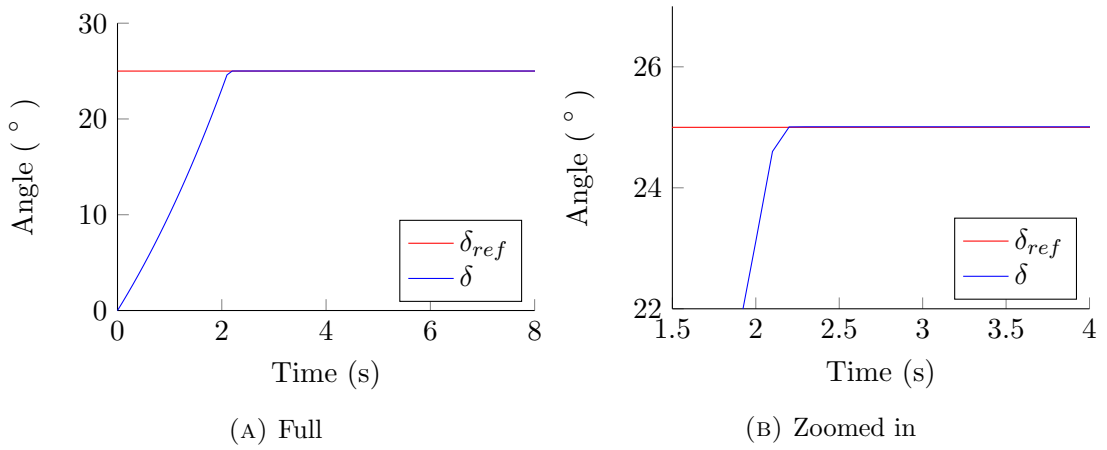 30
20
10
0
0
2
4
6
8
Angle ( ° )
Time (s)
δref
δ
(A) Full
26
24
22
1.5
2
2.5
3
3.5
4
Angle ( ° )
Time (s)
δref
δ
(B) Zoomed in